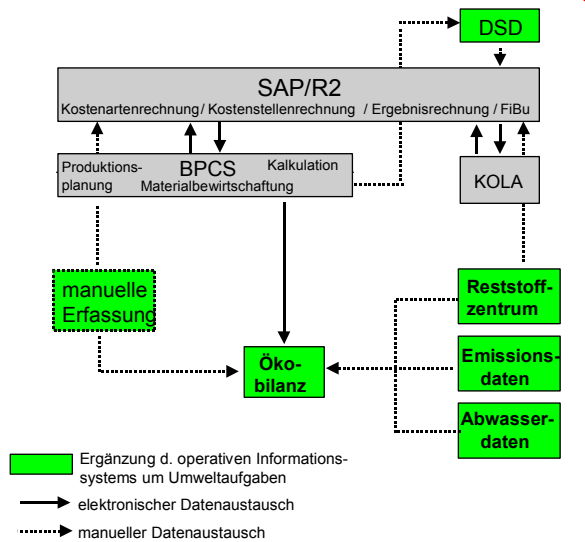 DSD
SAP/R2
Kostenartenrechnung/ Kostenstellenrechnung / Ergebnisrechnung / FiBu
Produktions-
planung
BPCS
Kalkulation
Materialbewirtschaftung
KOLA
manuelle
Erfassung
Reststoff-
zentrum
Öko-
bilanz
Emissions-
daten
Abwasser-
daten
Ergänzung d. operativen Informations-
systems um Umweltaufgaben
elektronischer Datenaustausch
manueller Datenaustausch